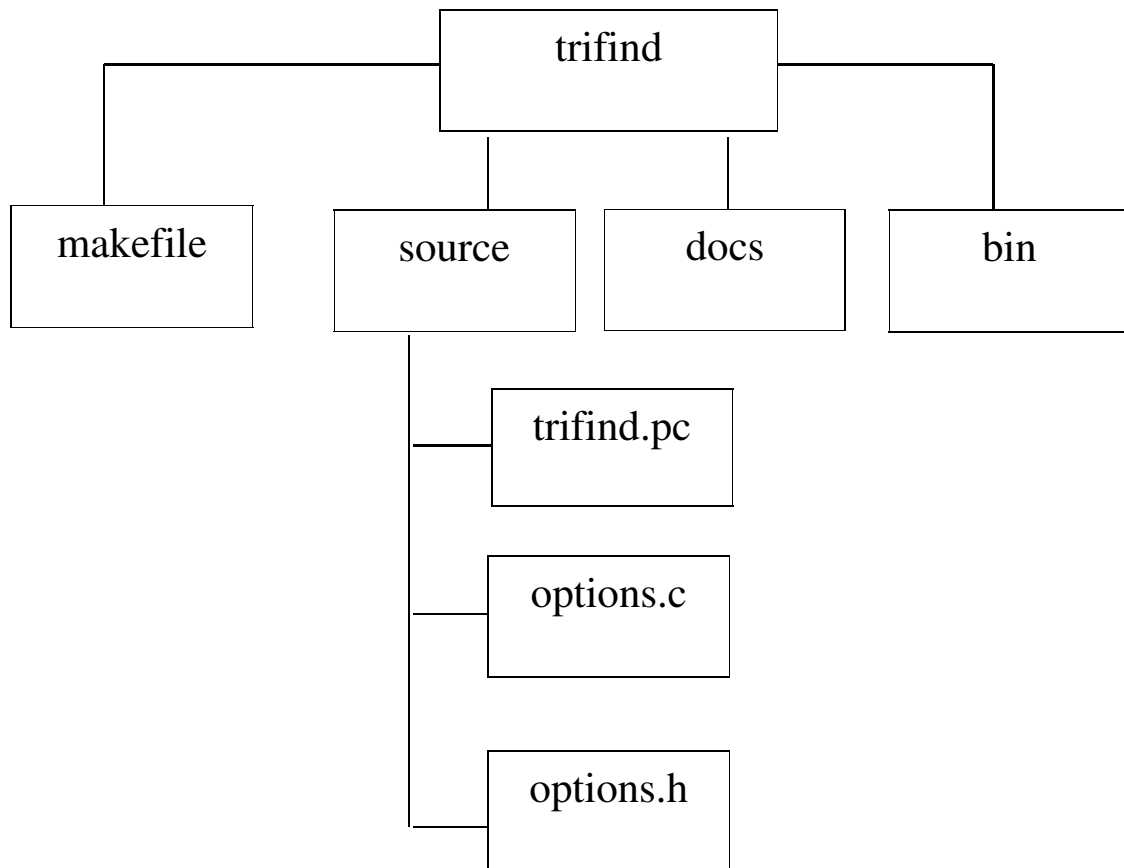 trifind
makefile
source
docs
bin
trifind.pc
options.c
options.h